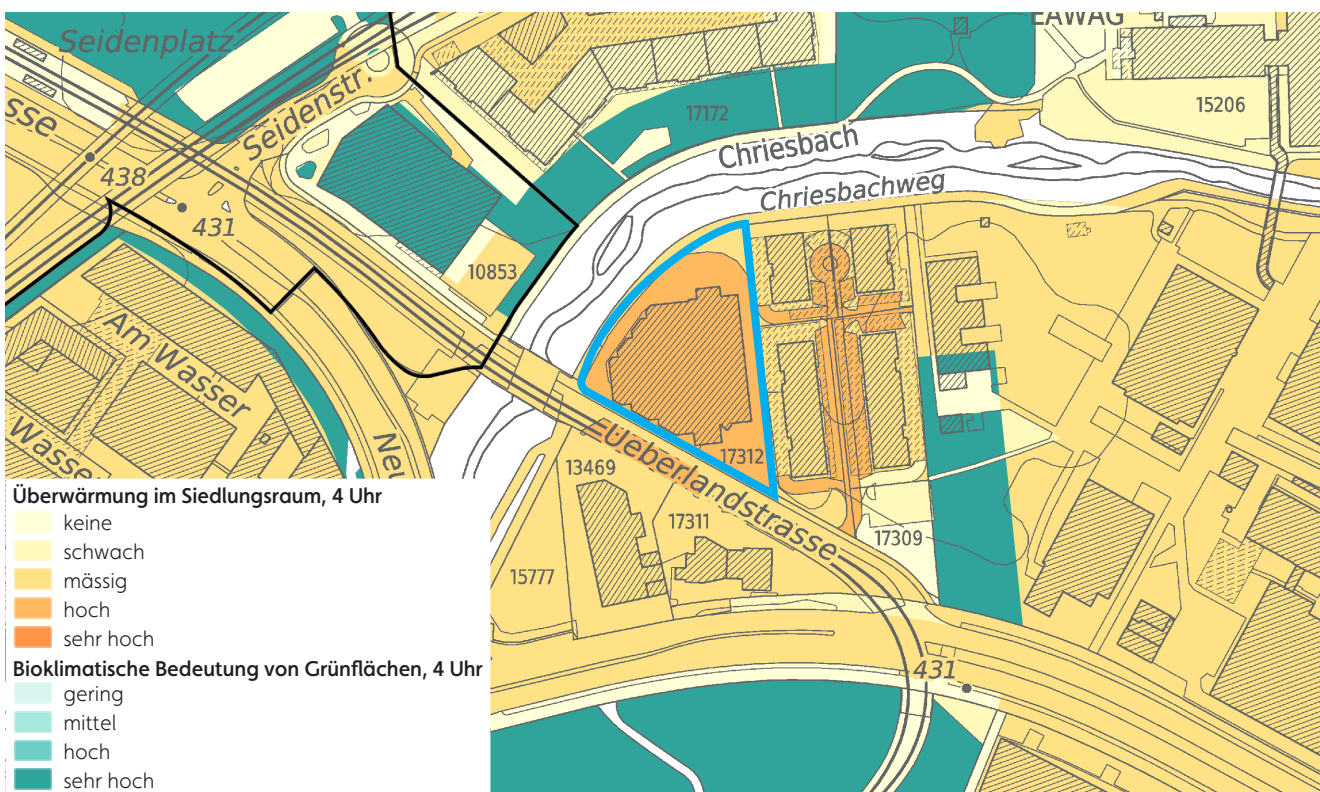 Seidenplatz
EAWAG
sse
Seidenstr.
17172
15206
Chriesbach
Chriesbachweg
438
431
10853
Am Wasser
Wasse
Neu
Ueberlandstrasse
17312
13469
17311
17309
15777
431
Überwärmung im Siedlungsraum, 4 Uhr
keine
schwach
mässig
hoch
sehr hoch
Bioklimatische Bedeutung von Grünflächen, 4 Uhr
gering
mittel
hoch
sehr hoch